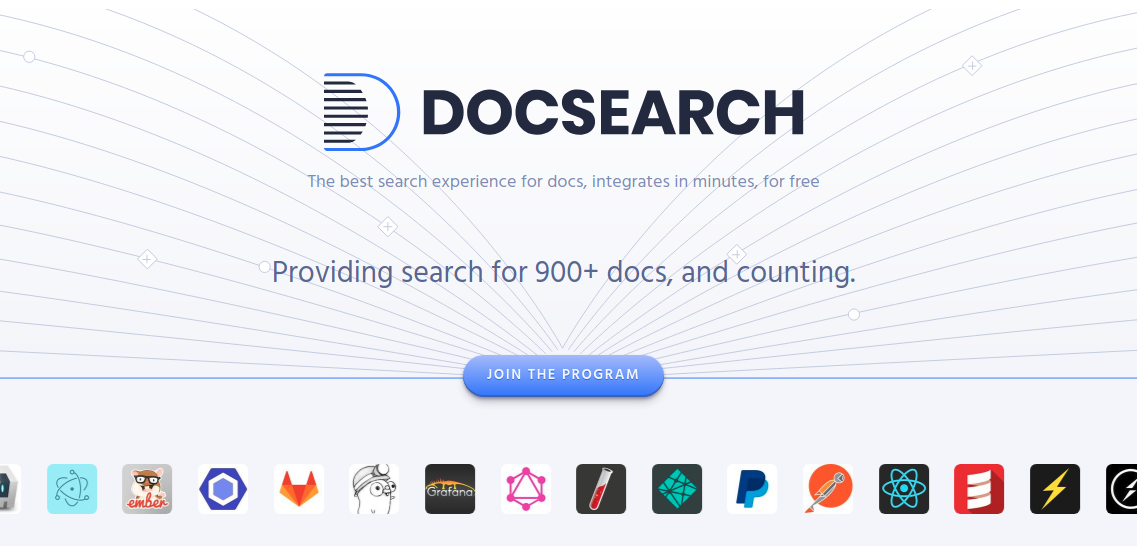 DOCSEARCH
The best search experience for docs, integrates in minutes, for free
Providing search for 900+ docs, and counting.
JOIN THE PROGRAM
ember
Grafana